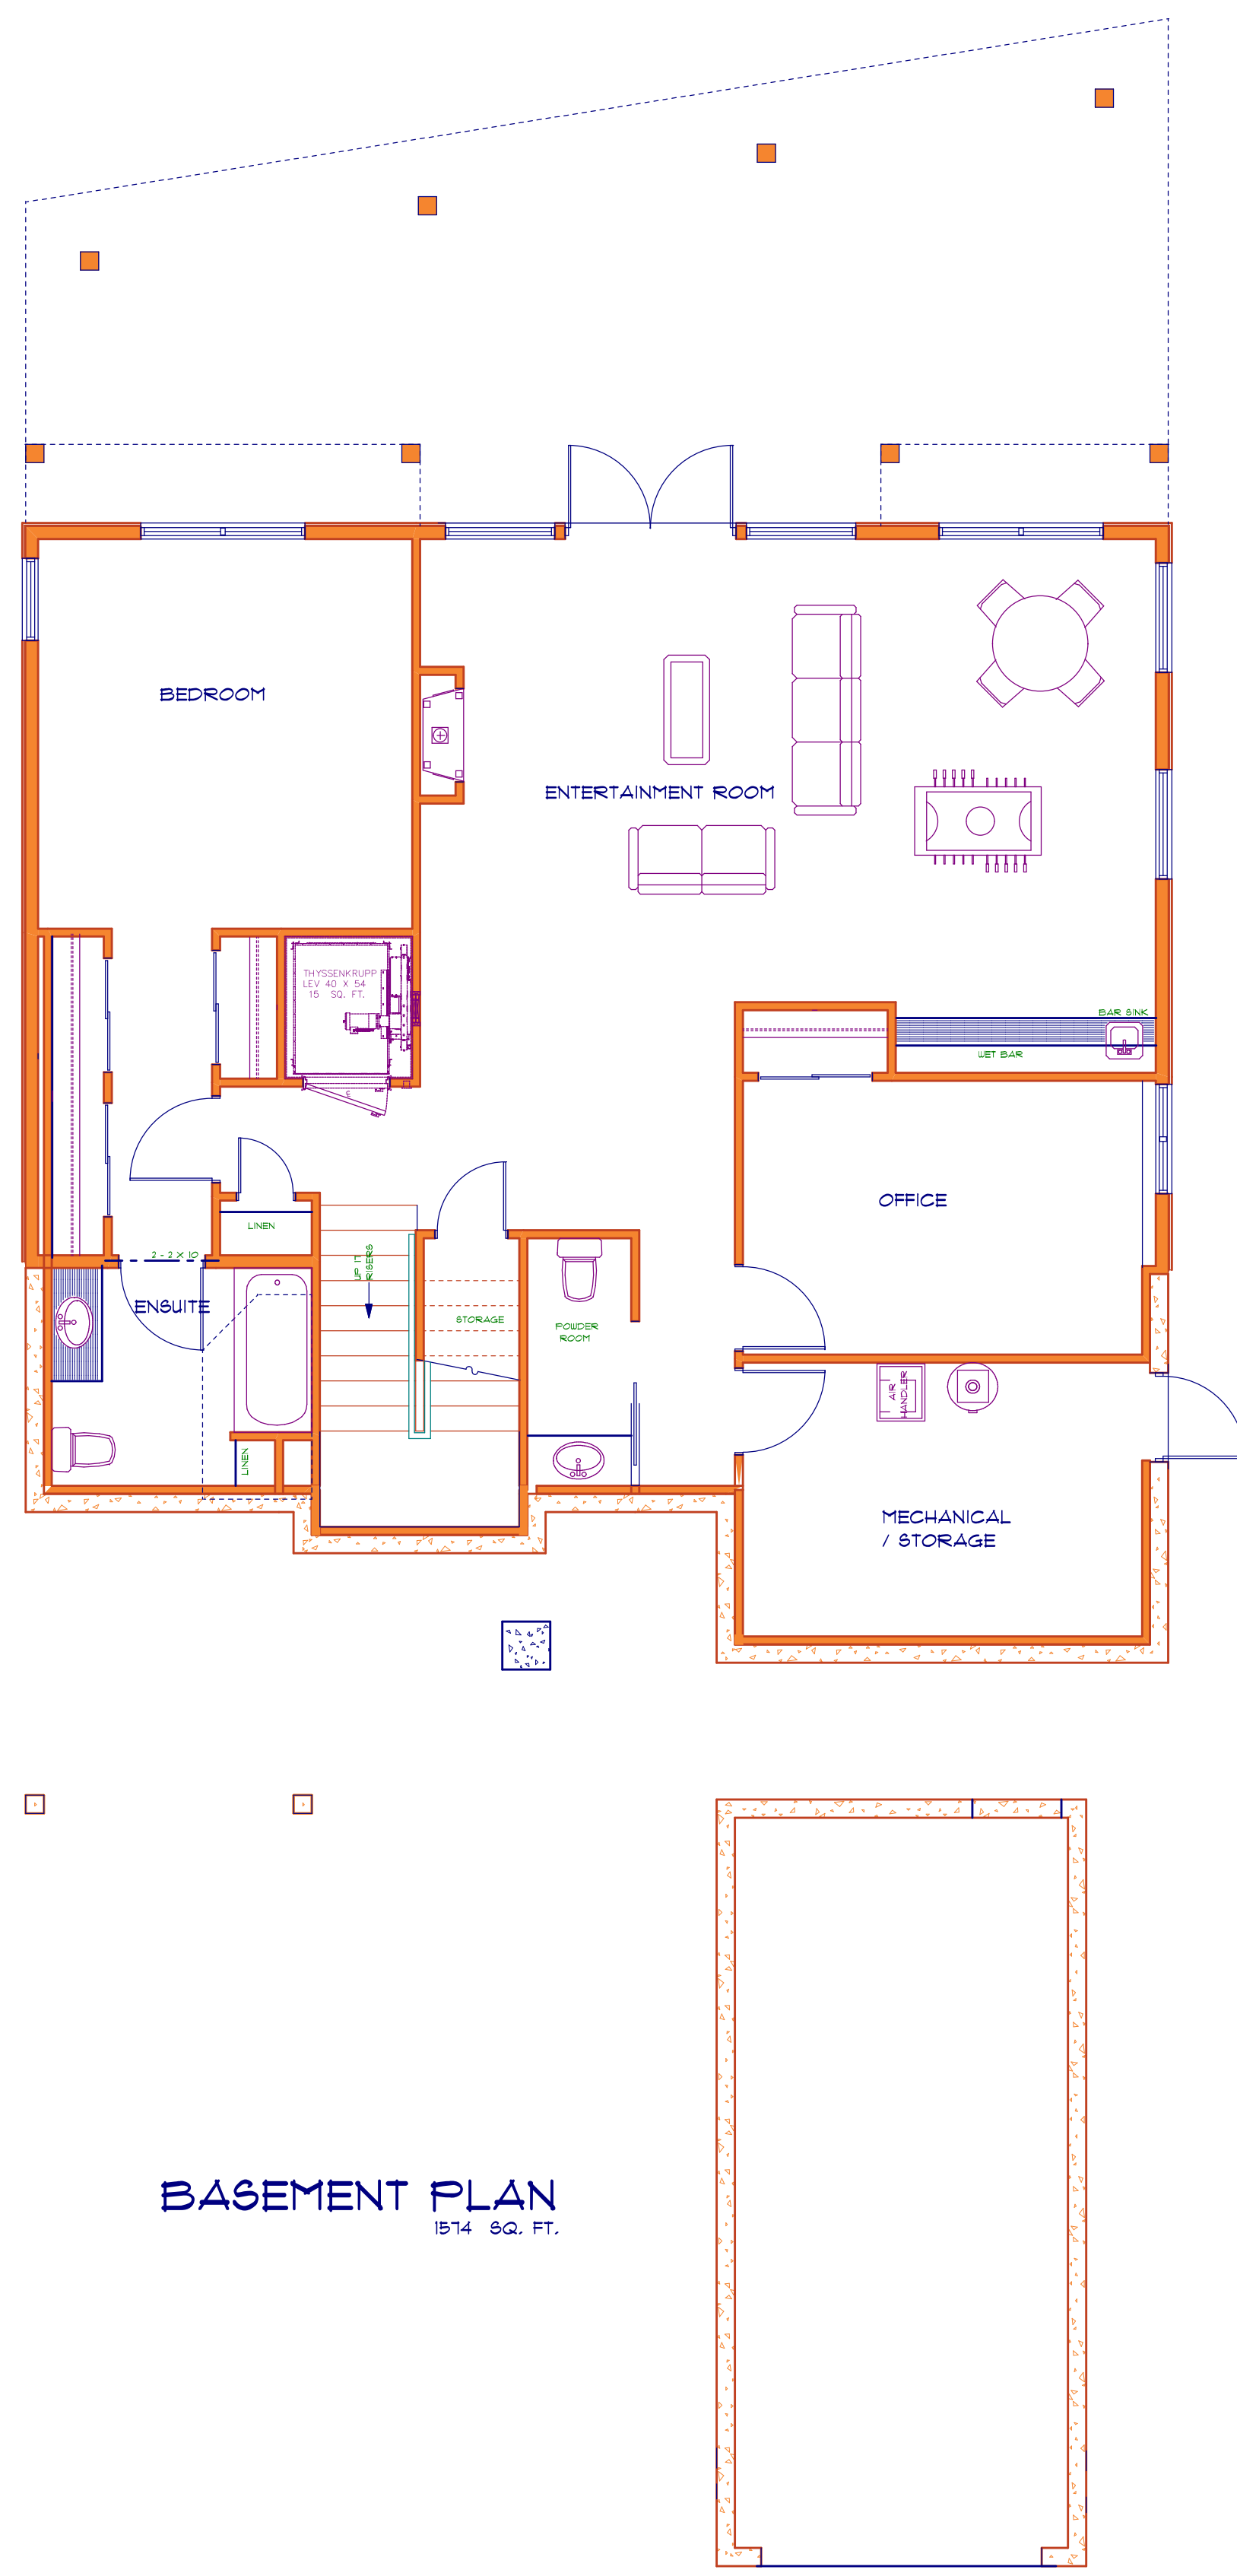 BEDROOM
ENTERTAINMENT ROOM
THYSSENKRUPP
LEV 40 X 54
15 SQ. FT.
BAR SINK
WET BAR
OFFICE
LINEN
2 - 2 X 10
UP 17
RISERS
ENSUITE
STORAGE
POWDER
ROOM
AIR
HANDLER
LINEN
MECHANICAL
/ STORAGE
BASEMENT PLAN
1574 SQ. FT.